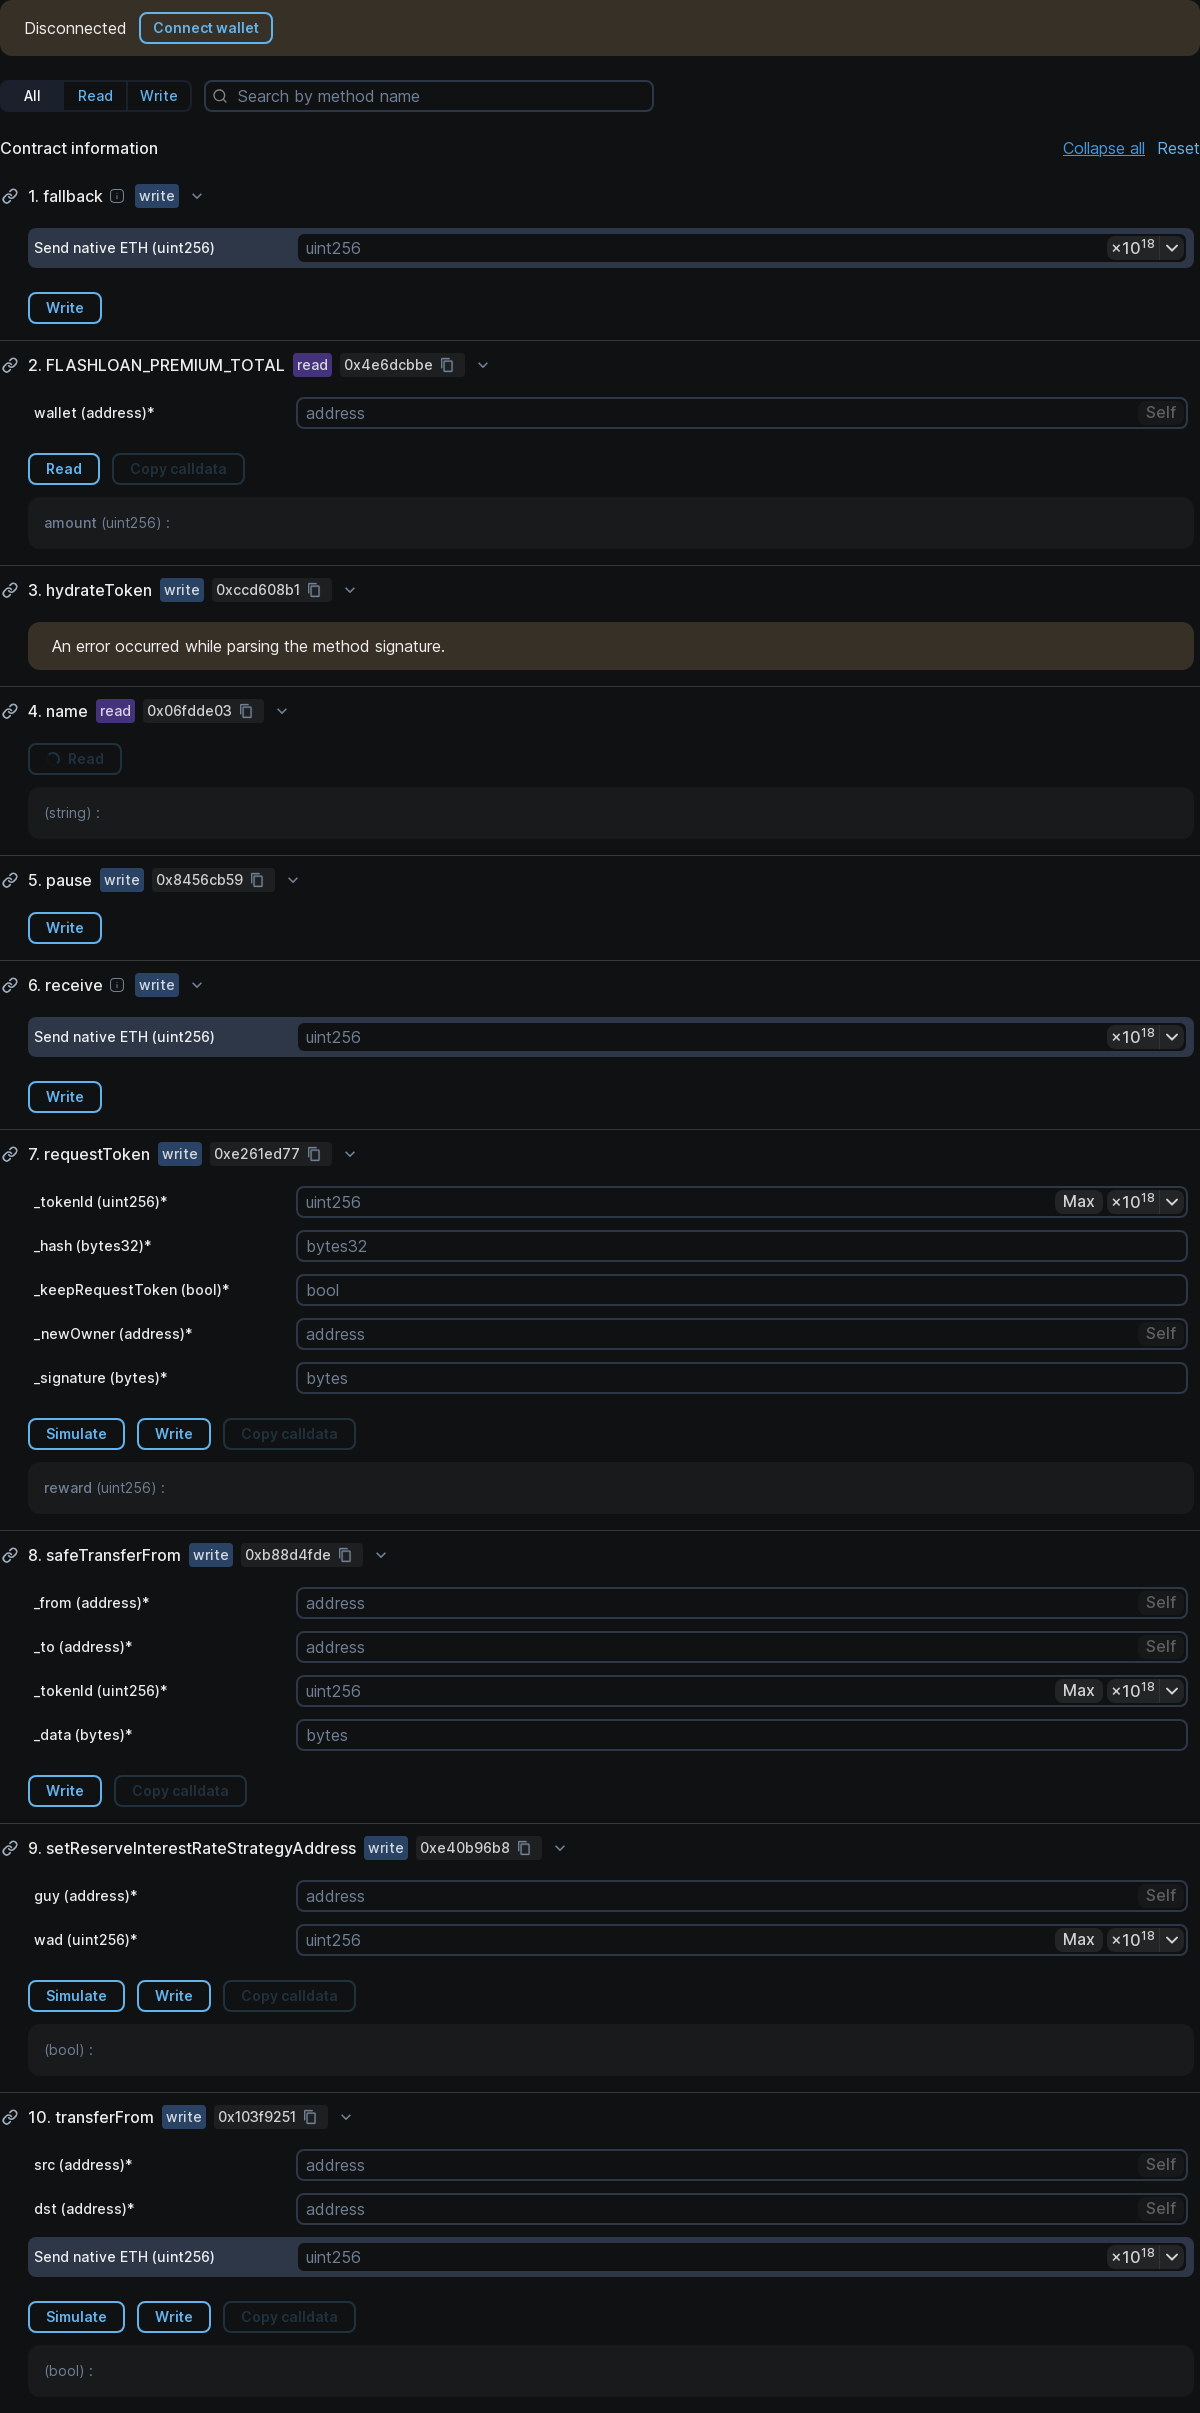 Disconnected Connect wallet
All Read Write Search by method name
Contract information Collapse all Reset
1. fallback write
Send native ETH (uint256) uint256 ×10^18
Write
2. FLASHLOAN_PREMIUM_TOTAL read 0x4e6dcbbe
wallet (address)* address Self
Read Copy calldata
amount (uint256) :
3. hydrateToken write 0xccd608b1
An error occurred while parsing the method signature.
4. name read 0x06fdde03
Read
(string) :
5. pause write 0x8456cb59
Write
6. receive write
Send native ETH (uint256) uint256 ×10^18
Write
7. requestToken write 0xe261ed77
_tokenId (uint256)* uint256 Max ×10^18
_hash (bytes32)* bytes32
_keepRequestToken (bool)* bool
_newOwner (address)* address Self
_signature (bytes)* bytes
Simulate Write Copy calldata
reward (uint256) :
8. safeTransferFrom write 0xb88d4fde
_from (address)* address Self
_to (address)* address Self
_tokenId (uint256)* uint256 Max ×10^18
_data (bytes)* bytes
Write Copy calldata
9. setReserveInterestRateStrategyAddress write 0xe40b96b8
guy (address)* address Self
wad (uint256)* uint256 Max ×10^18
Simulate Write Copy calldata
(bool) :
10. transferFrom write 0x103f9251
src (address)* address Self
dst (address)* address Self
Send native ETH (uint256) uint256 ×10^18
Simulate Write Copy calldata
(bool) :